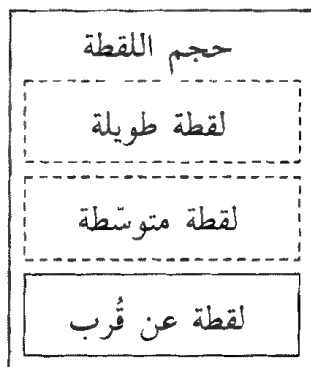 حجم اللقطة
لقطة طويلة
لقطة متوسّطة
لقطة عن قُرب